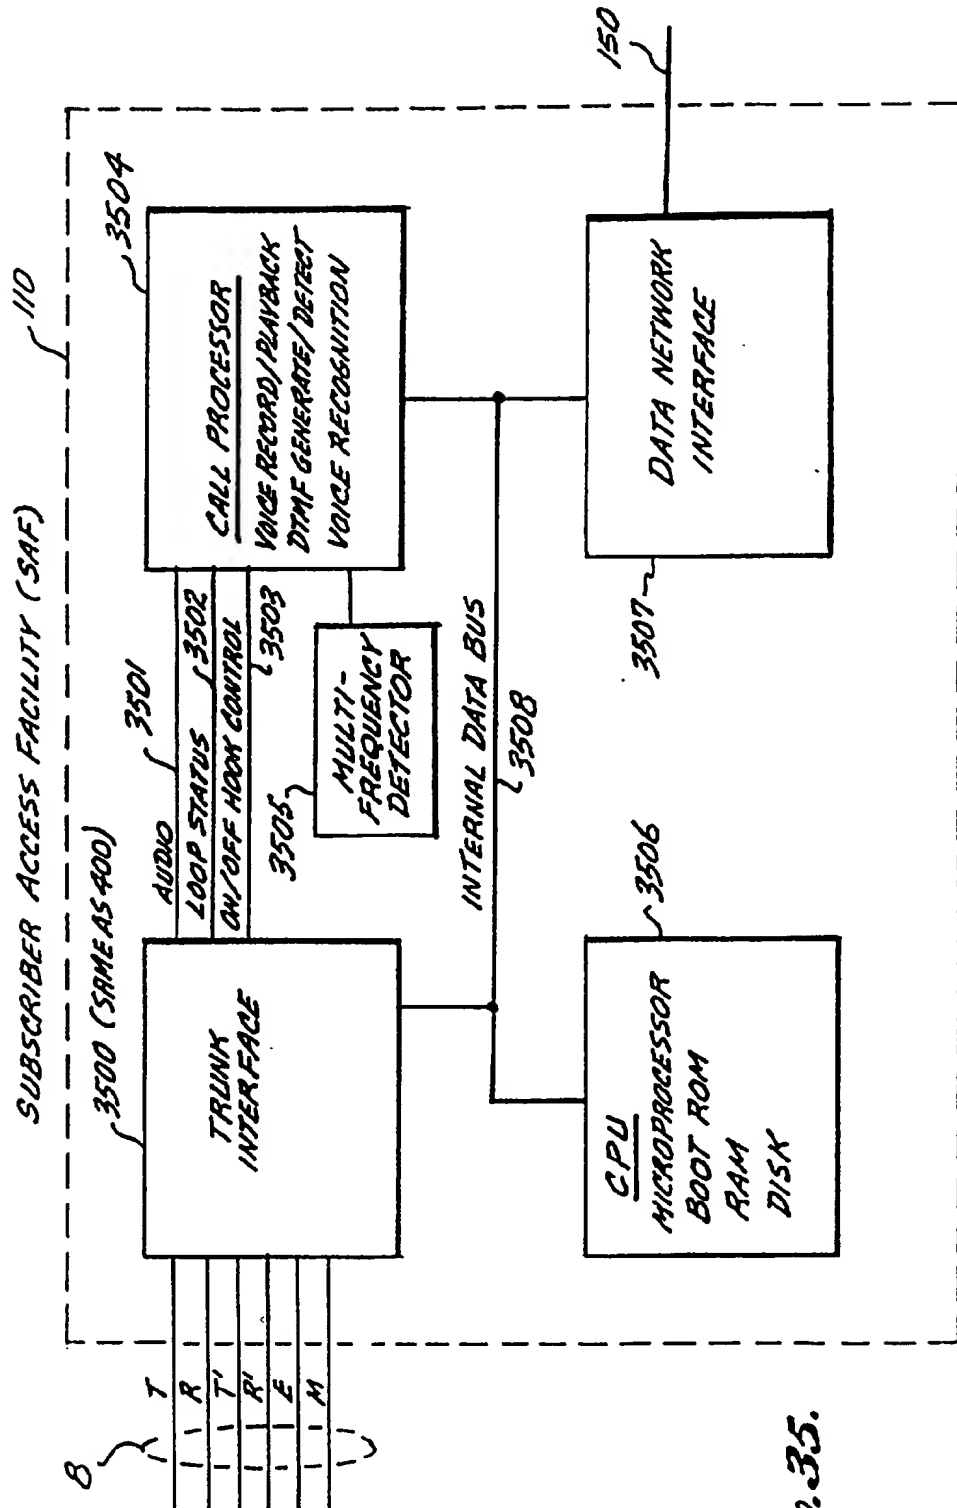 SUBSCRIBER ACCESS FACILITY (SAF)
110
3500 (SAME AS 400)
3504
8
T
R
T'
R'
E
M
TRUNK
INTERFACE
AUDIO
3501
LOOP STATUS
3502
ON/OFF HOOK CONTROL
3503
CALL PROCESSOR
VOICE RECORD/PLAYBACK
DTMF GENERATE/DETECT
VOICE RECOGNITION
3505
MULTI-
FREQUENCY
DETECTOR
INTERNAL DATA BUS
3508
3506
CPU
MICROPROCESSOR
BOOT ROM
RAM
DISK
3507
DATA NETWORK
INTERFACE
150
35.